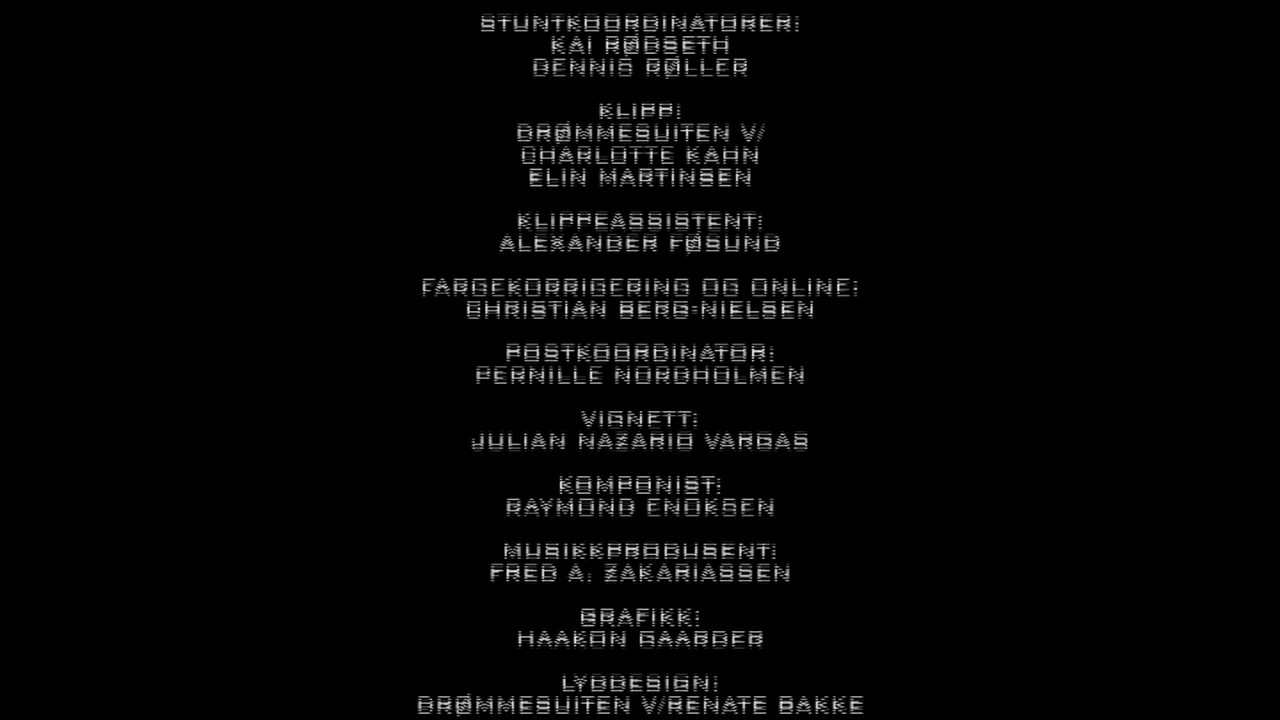 STUNTKOORDINATORER:
KAI RØDSETH
DENNIS RØLLER
KLIPP:
DRØMMESUITEN V/
CHARLOTTE KAHN
ELIN MARTINSEN
KLIPPEASSISTENT:
ALEXANDER FØSUND
FARGEKORRIGERING OG ONLINE:
CHRISTIAN BERG-NIELSEN
POSTKOORDINATOR:
PERNILLE NORDHOLMEN
VIGNETT:
JULIAN NAZARIO VARGAS
KOMPONIST:
RAYMOND ENOKSEN
MUSIKKPRODUSENT:
FRED A. ZAKARIASSEN
GRAFIKK:
HAAKON GAARDER
LYDDESIGN:
DRØMMESUITEN V/RENATE BAKKE